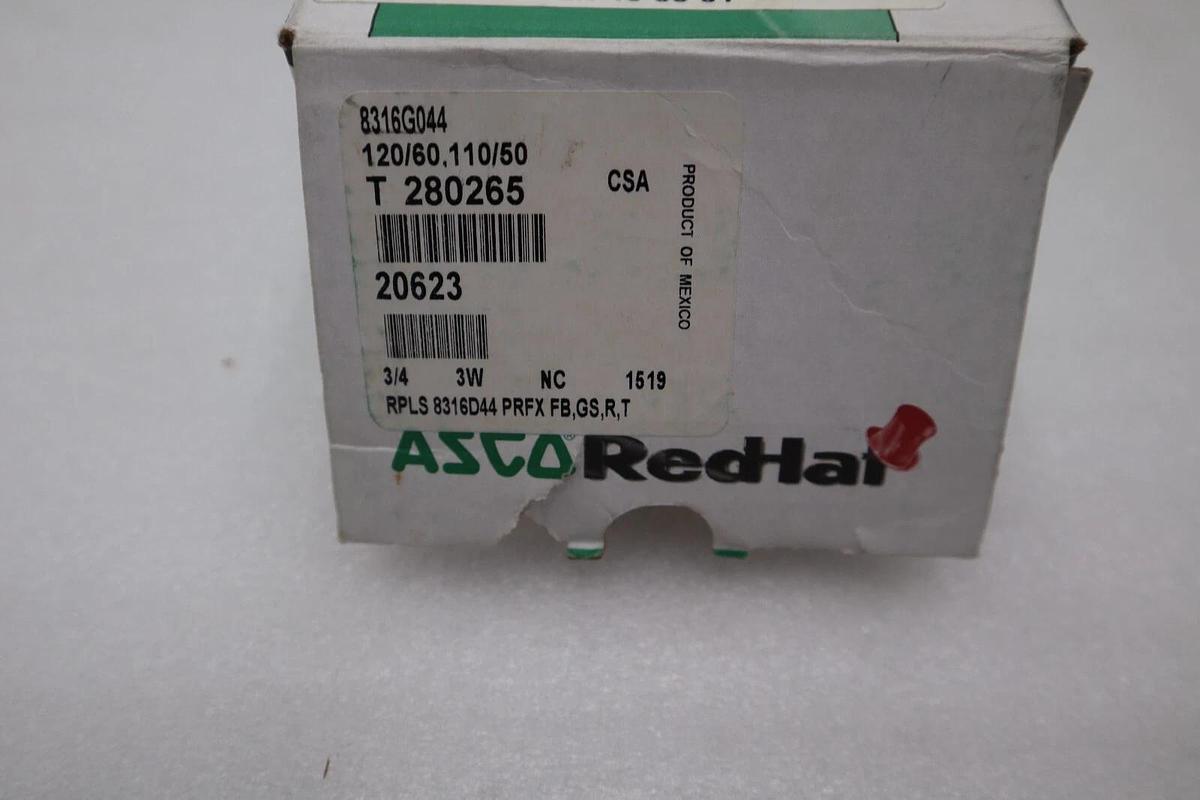 8316G044
120/60,110/50
T 280265
CSA
PRODUCT OF MEXICO
20623
3/4 3W NC 1519
RPLS 8316D44 PRFX FB,GS,R,T
ASCO® RedHat